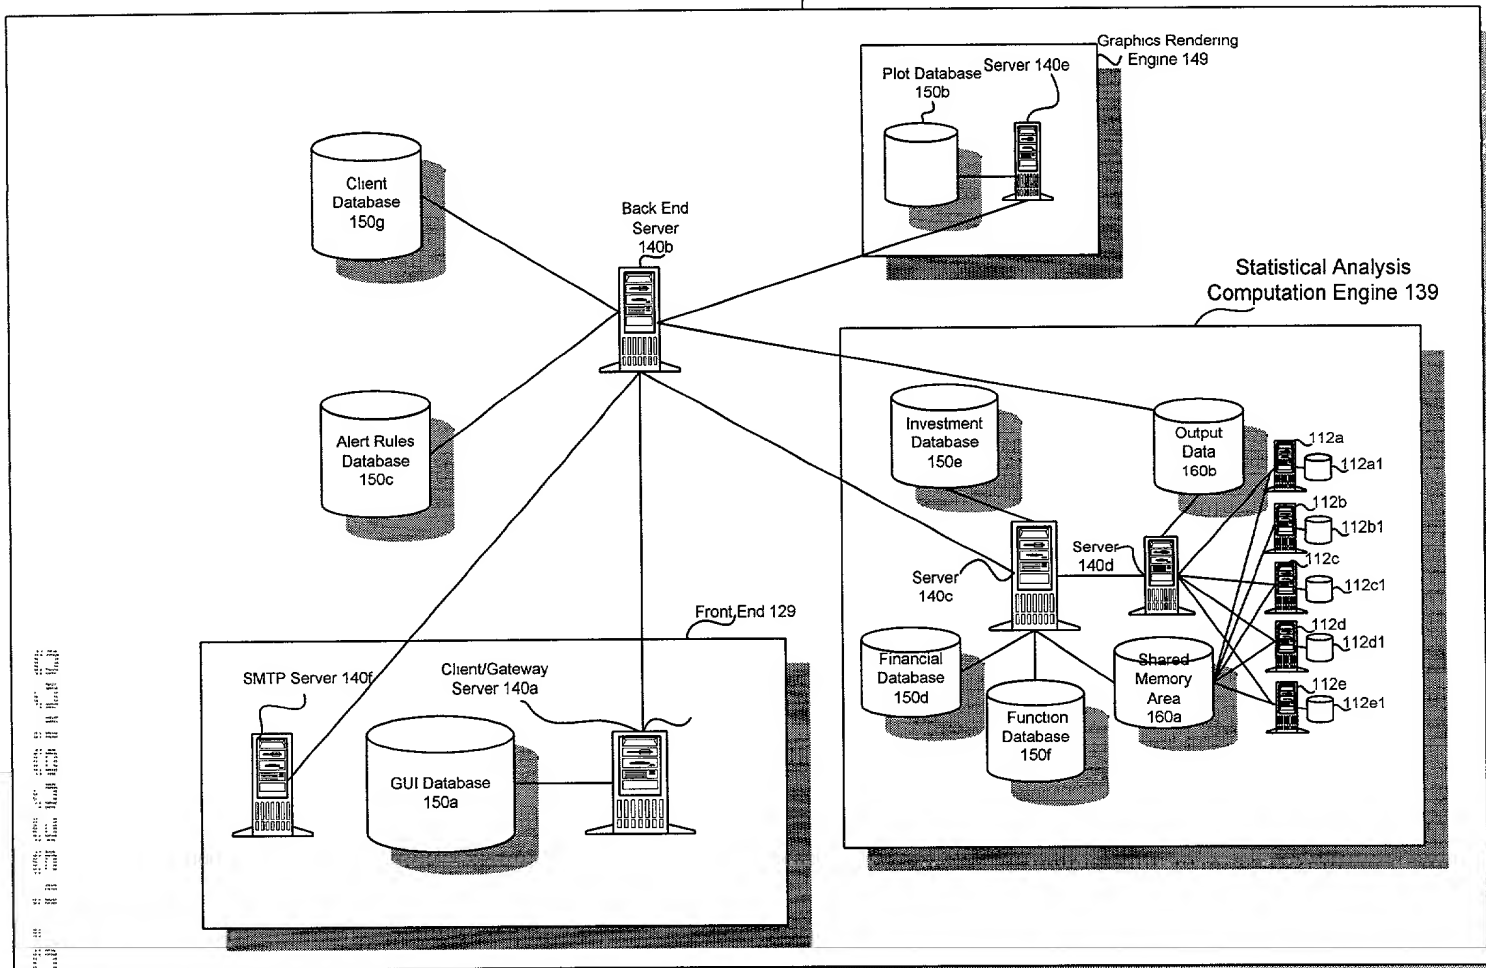 Graphics Rendering
Engine 149
Plot Database
150b
Server 140e
Client
Database
150g
Back End
Server
140b
Statistical Analysis
Computation Engine 139
Alert Rules
Database
150c
Investment
Database
150e
Output
Data
160b
112a
112a1
112b
112b1
112c
112c1
112d
112d1
112e
112e1
Server
140c
Server
140d
Financial
Database
150d
Function
Database
150f
Shared
Memory
Area
160a
Front End 129
SMTP Server 140f
Client/Gateway
Server 140a
GUI Database
150a